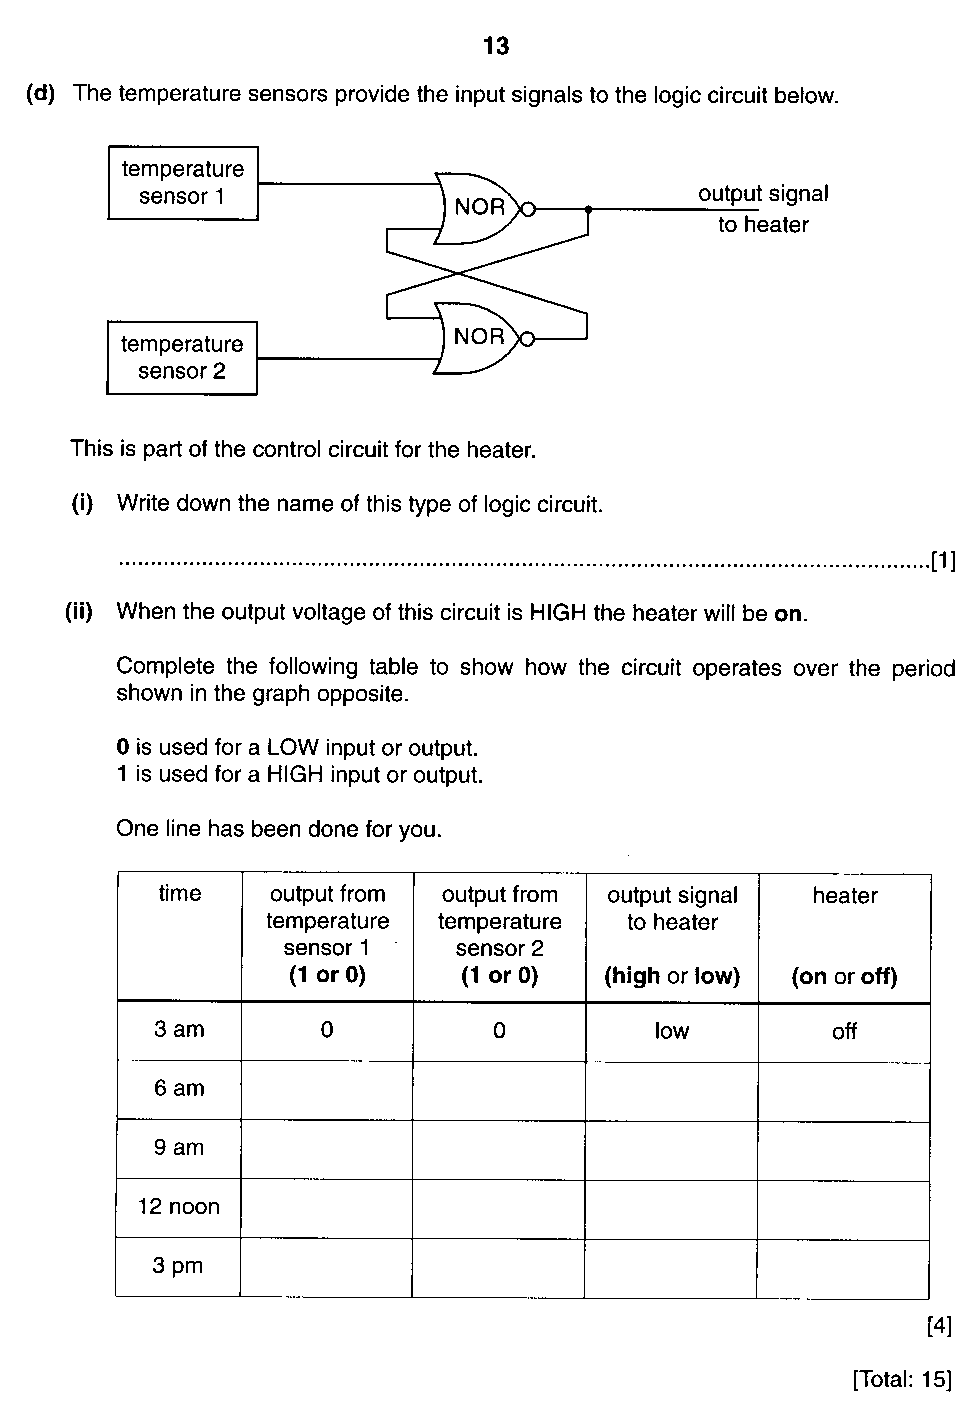 13
(d) The temperature sensors provide the input signals to the logic circuit below.
temperature
sensor 1
NOR
output signal
to heater
temperature
sensor 2
NOR
This is part of the control circuit for the heater.
(i) Write down the name of this type of logic circuit.
[1]
(ii) When the output voltage of this circuit is HIGH the heater will be on.
Complete the following table to show how the circuit operates over the period
shown in the graph opposite.
0 is used for a LOW input or output.
1 is used for a HIGH input or output.
One line has been done for you.
time output from output from output signal heater
temperature temperature to heater
sensor 1 sensor 2
(1 or 0) (1 or 0) (high or low) (on or off)
3 am 0 0 low off
6 am
9 am
12 noon
3 pm
[4]
[Total: 15]